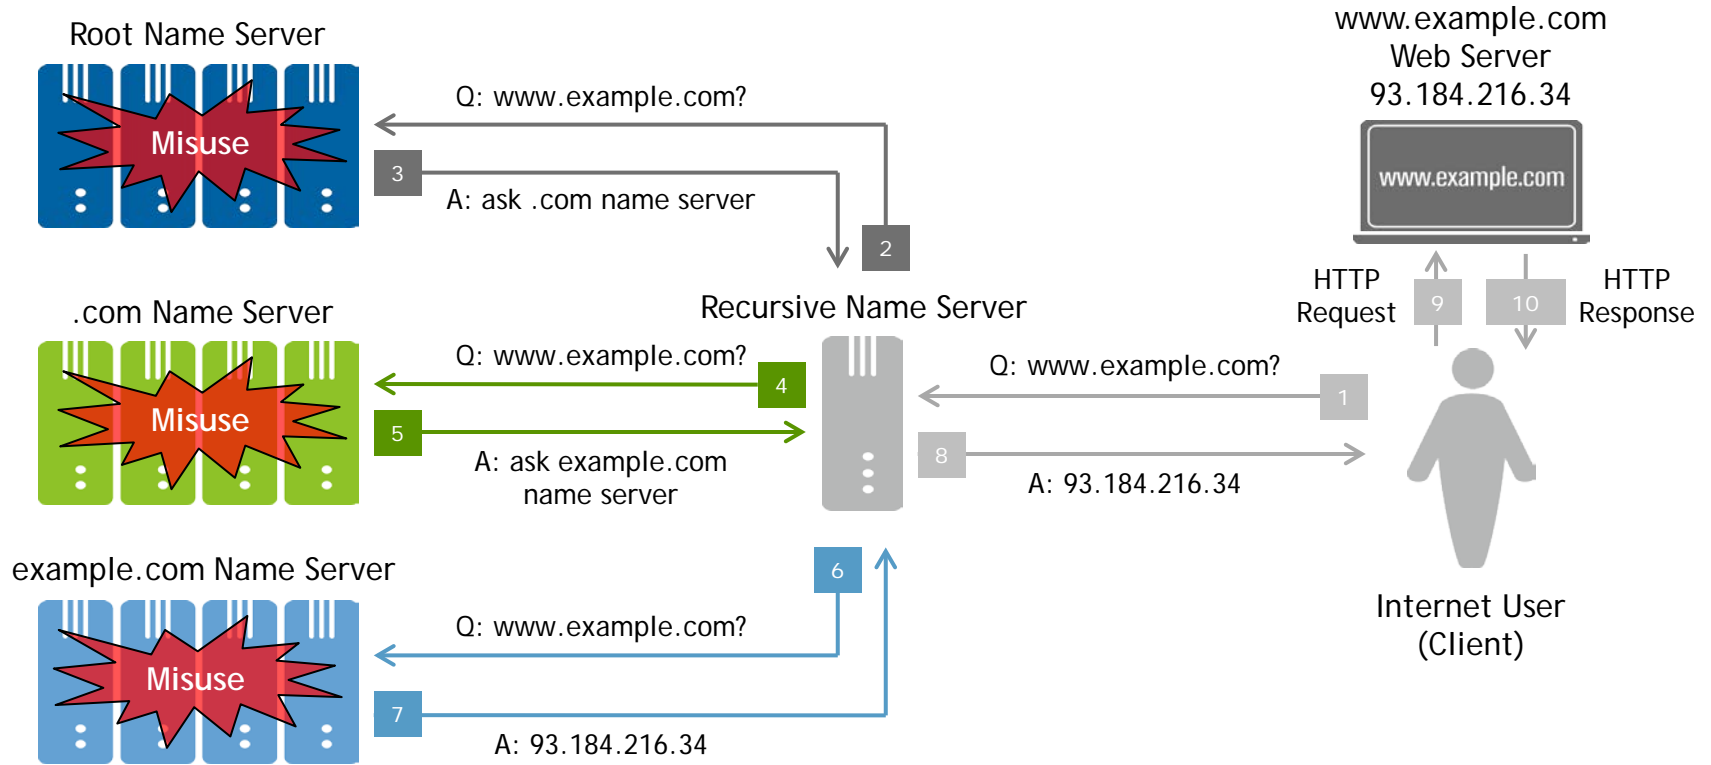 Root Name Server
Misuse
Q: www.example.com?
3
A: ask .com name server
2
.com Name Server
Misuse
Q: www.example.com?
4
5
A: ask example.com
name server
example.com Name Server
Misuse
6
Q: www.example.com?
7
A: 93.184.216.34
Recursive Name Server
Q: www.example.com?
1
8
A: 93.184.216.34
www.example.com
Web Server
93.184.216.34
www.example.com
HTTP
Request
9
10
HTTP
Response
Internet User
(Client)